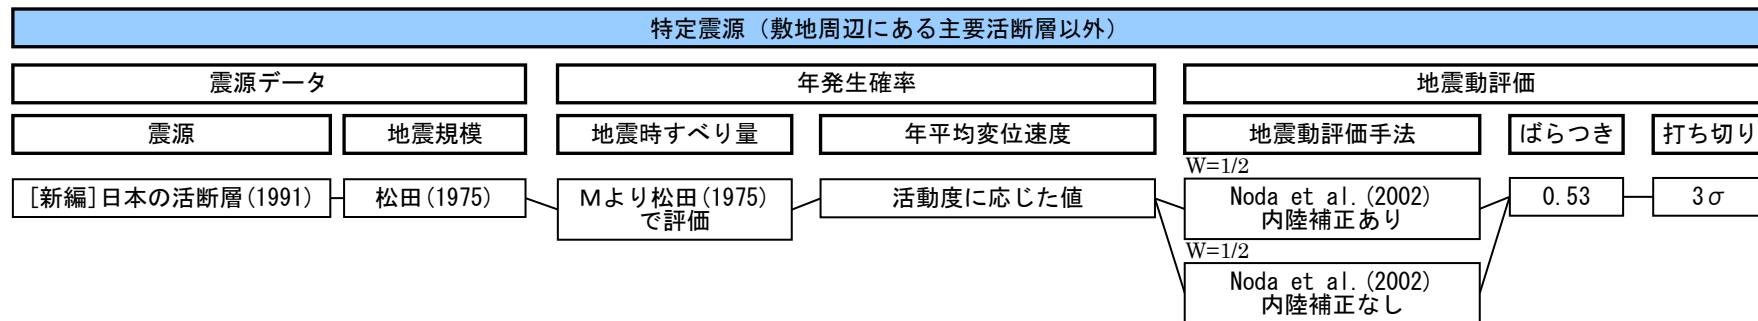 特定震源（敷地周辺にある主要活断層以外）
震源データ
年発生確率
地震動評価
震源
地震規模
地震時すべり量
年平均変位速度
地震動評価手法
ばらつき
打ち切り
W=1/2
[新編]日本の活断層(1991)
松田(1975)
Ｍより松田(1975)
で評価
活動度に応じた値
Noda et al.(2002)
内陸補正あり
0.53
3σ
W=1/2
Noda et al.(2002)
内陸補正なし